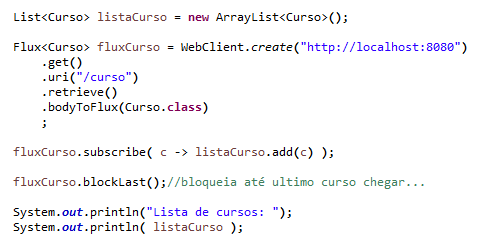 List<Curso> listaCurso = new ArrayList<Curso>();
Flux<Curso> fluxCurso = WebClient.create("http://localhost:8080")
.get()
.uri("/curso")
.retrieve()
.bodyToFlux(Curso.class)
;
fluxCurso.subscribe( c -> listaCurso.add(c) );
fluxCurso.blockLast();//bloqueia até ultimo curso chegar...
System.out.println("Lista de cursos: ");
System.out.println( listaCurso );